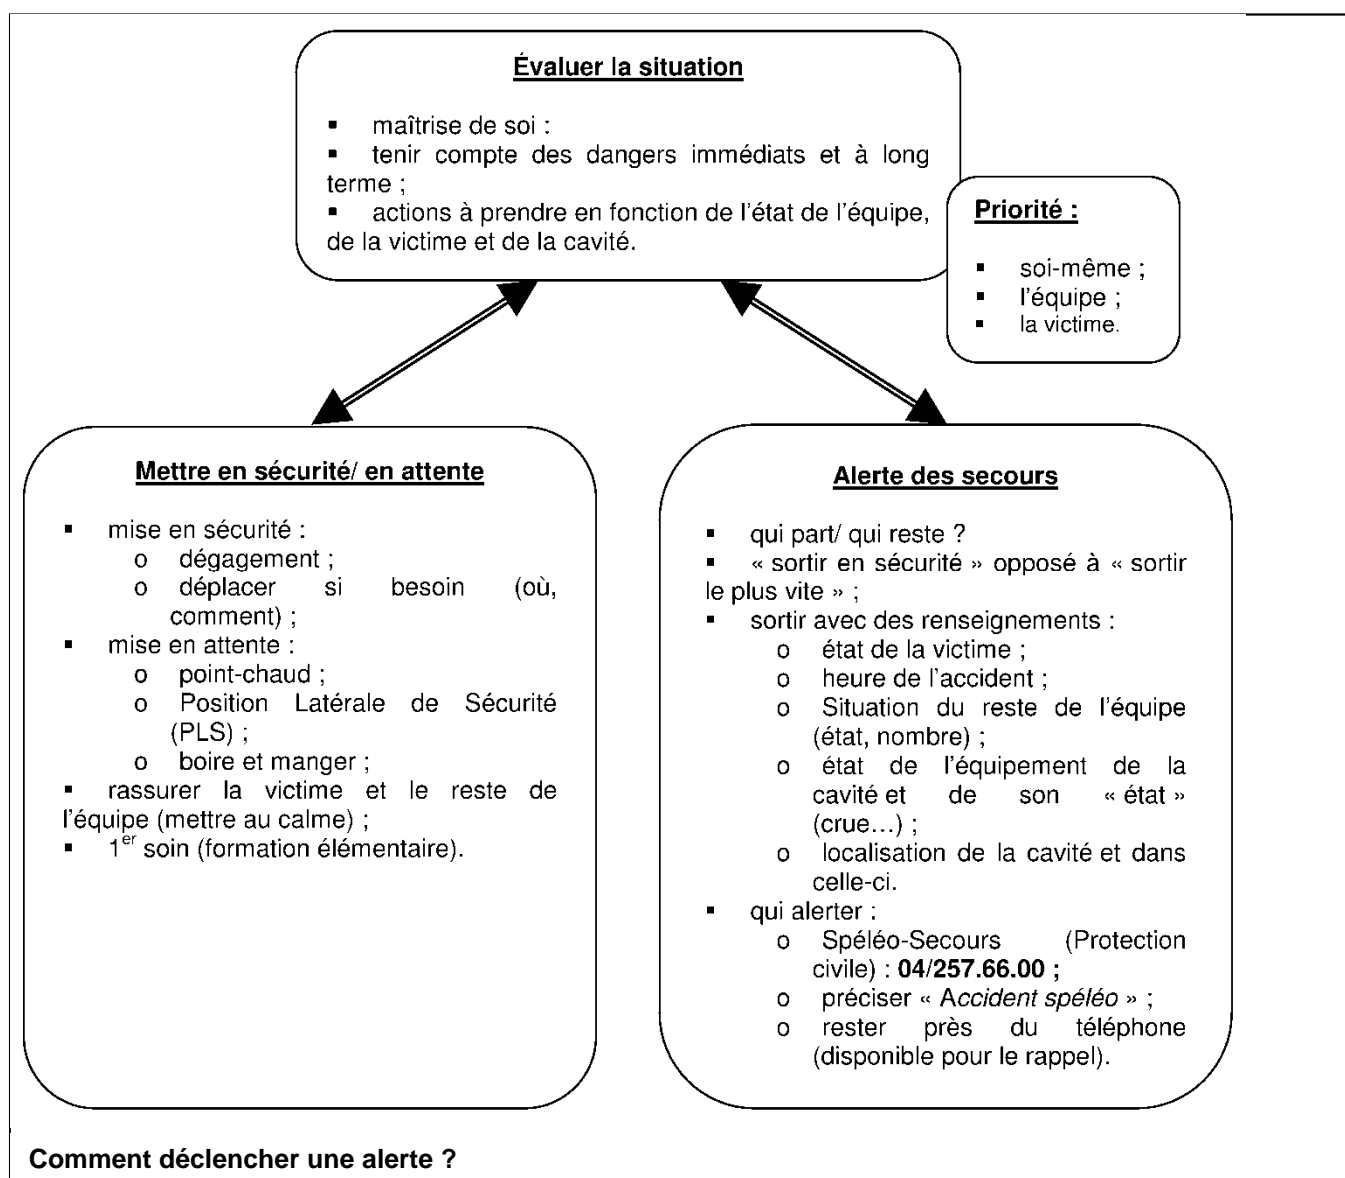 Évaluer la situation
▪ maîtrise de soi :
▪ tenir compte des dangers immédiats et à long
terme ;
▪ actions à prendre en fonction de l'état de l'équipe,
de la victime et de la cavité.
Priorité :
▪ soi-même ;
▪ l'équipe ;
▪ la victime.
Mettre en sécurité/ en attente
▪ mise en sécurité :
o dégagement ;
o déplacer si besoin (où,
comment) ;
▪ mise en attente :
o point-chaud ;
o Position Latérale de Sécurité
(PLS) ;
o boire et manger ;
▪ rassurer la victime et le reste de
l'équipe (mettre au calme) ;
▪ 1er soin (formation élémentaire).
Alerte des secours
▪ qui part/ qui reste ?
▪ « sortir en sécurité » opposé à « sortir
le plus vite » ;
▪ sortir avec des renseignements :
o état de la victime ;
o heure de l'accident ;
o Situation du reste de l'équipe
(état, nombre) ;
o état de l'équipement de la
cavité et de son « état »
(crue…) ;
o localisation de la cavité et dans
celle-ci.
▪ qui alerter :
o Spéléo-Secours (Protection
civile) : 04/257.66.00 ;
o préciser « Accident spéléo » ;
o rester près du téléphone
(disponible pour le rappel).
Comment déclencher une alerte ?